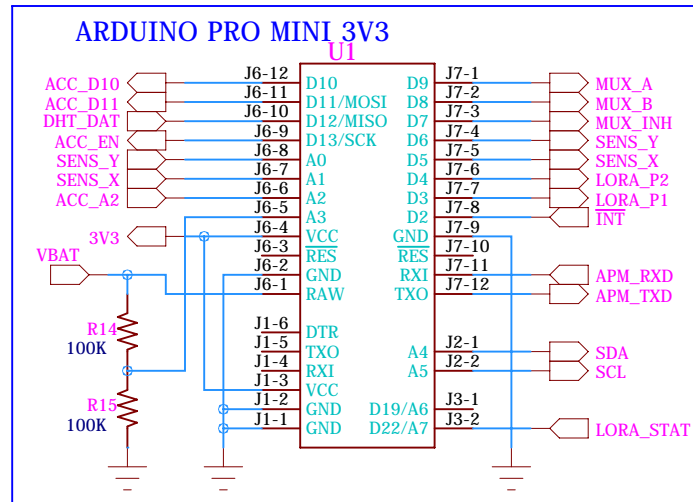 ARDUINO PRO MINI 3V3
U1
ACC_D10 J6-12 D10 D9 J7-1 MUX_A
ACC_D11 J6-11 D11/MOSI D8 J7-2 MUX_B
DHT_DAT J6-10 D12/MISO D7 J7-3 MUX_INH
ACC_EN J6-9 D13/SCK D6 J7-4 SENS_Y
SENS_Y J6-8 A0 D5 J7-5 SENS_X
SENS_X J6-7 A1 D4 J7-6 LORA_P2
ACC_A2 J6-6 A2 D3 J7-7 LORA_P1
J6-5 A3 D2 J7-8 INT
3V3 J6-4 VCC GND J7-9
J6-3 RES RES J7-10
VBAT J6-2 GND RXI J7-11 APM_RXD
J6-1 RAW TXO J7-12 APM_TXD
R14
100K
J1-6 DTR
J1-5 TXO A4 J2-1 SDA
J1-4 RXI A5 J2-2 SCL
J1-3 VCC
R15
100K
J1-2 GND D19/A6 J3-1
J1-1 GND D22/A7 J3-2 LORA_STAT